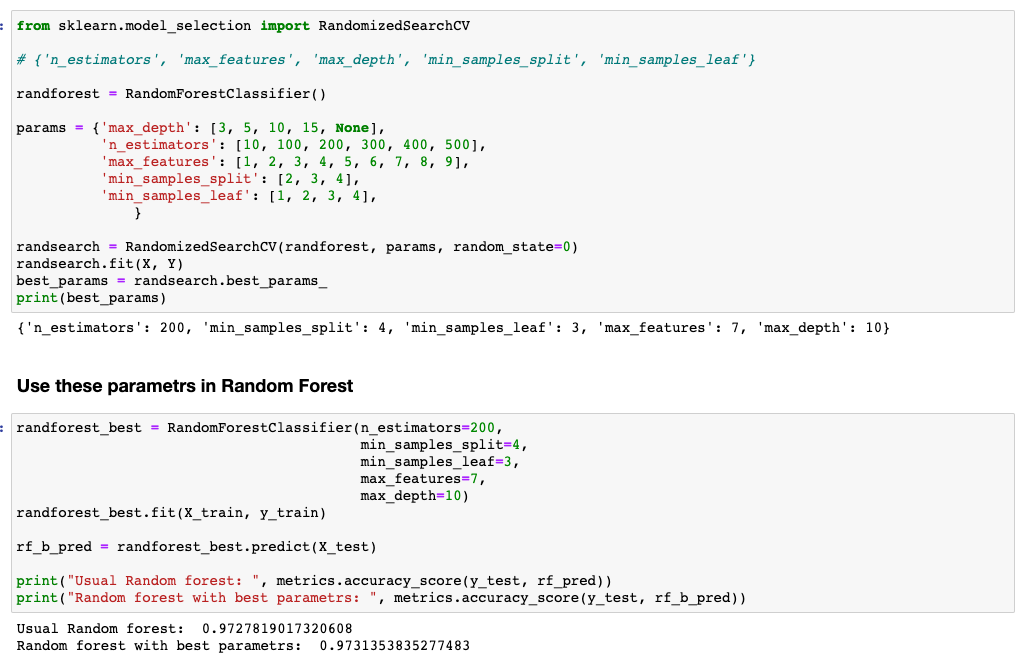 from sklearn.model_selection import RandomizedSearchCV
# {'n_estimators', 'max_features', 'max_depth', 'min_samples_split', 'min_samples_leaf'}
randforest = RandomForestClassifier()
params = {'max_depth': [3, 5, 10, 15, None],
'n_estimators': [10, 100, 200, 300, 400, 500],
'max_features': [1, 2, 3, 4, 5, 6, 7, 8, 9],
'min_samples_split': [2, 3, 4],
'min_samples_leaf': [1, 2, 3, 4],
}
randsearch = RandomizedSearchCV(randforest, params, random_state=0)
randsearch.fit(X, Y)
best_params = randsearch.best_params_
print(best_params)
{'n_estimators': 200, 'min_samples_split': 4, 'min_samples_leaf': 3, 'max_features': 7, 'max_depth': 10}
Use these parametrs in Random Forest
randforest_best = RandomForestClassifier(n_estimators=200,
min_samples_split=4,
min_samples_leaf=3,
max_features=7,
max_depth=10)
randforest_best.fit(X_train, y_train)
rf_b_pred = randforest_best.predict(X_test)
print("Usual Random forest: ", metrics.accuracy_score(y_test, rf_pred))
print("Random forest with best parametrs: ", metrics.accuracy_score(y_test, rf_b_pred))
Usual Random forest:  0.9727819017320608
Random forest with best parametrs:  0.9731353835277483